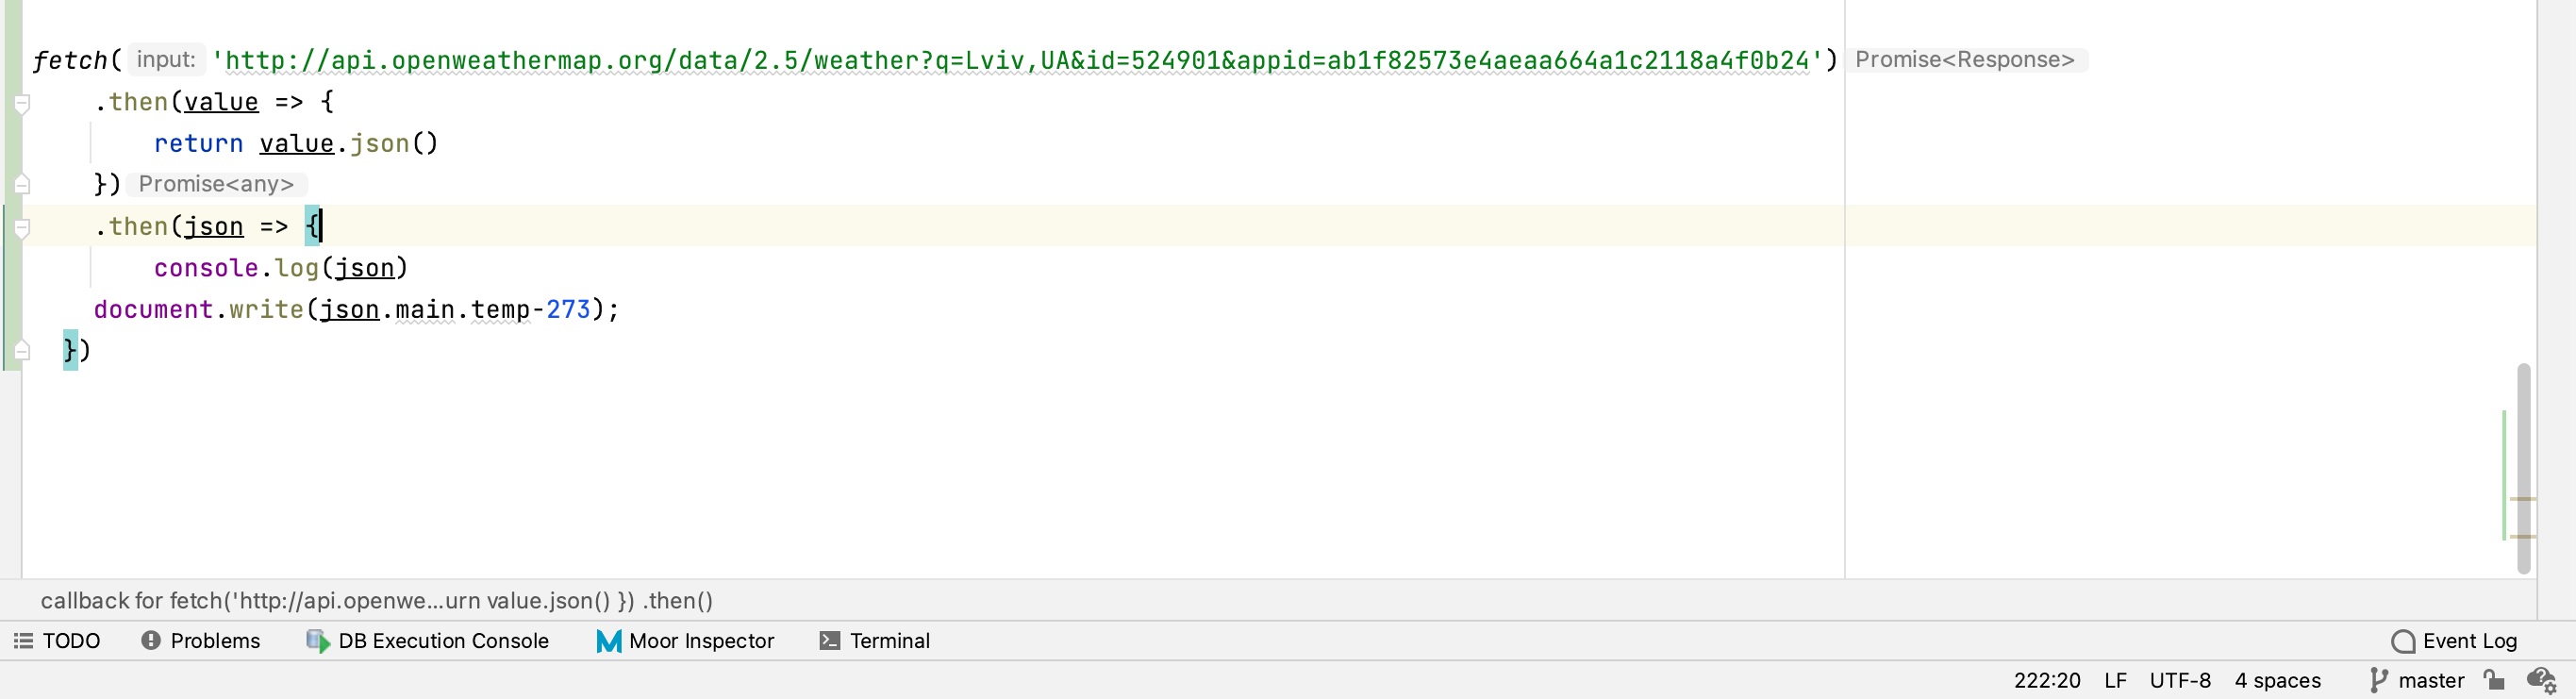 fetch( input: 'http://api.openweathermap.org/data/2.5/weather?q=Lviv,UA&id=524901&appid=ab1f82573e4aeaa664a1c2118a4f0b24') Promise<Response>
.then(value => {
return value.json()
}) Promise<any>
.then(json => {
console.log(json)
document.write(json.main.temp-273);
})
callback for fetch('http://api.openwe...urn value.json() }) .then()
TODO Problems DB Execution Console Moor Inspector Terminal Event Log
222:20 LF UTF-8 4 spaces master